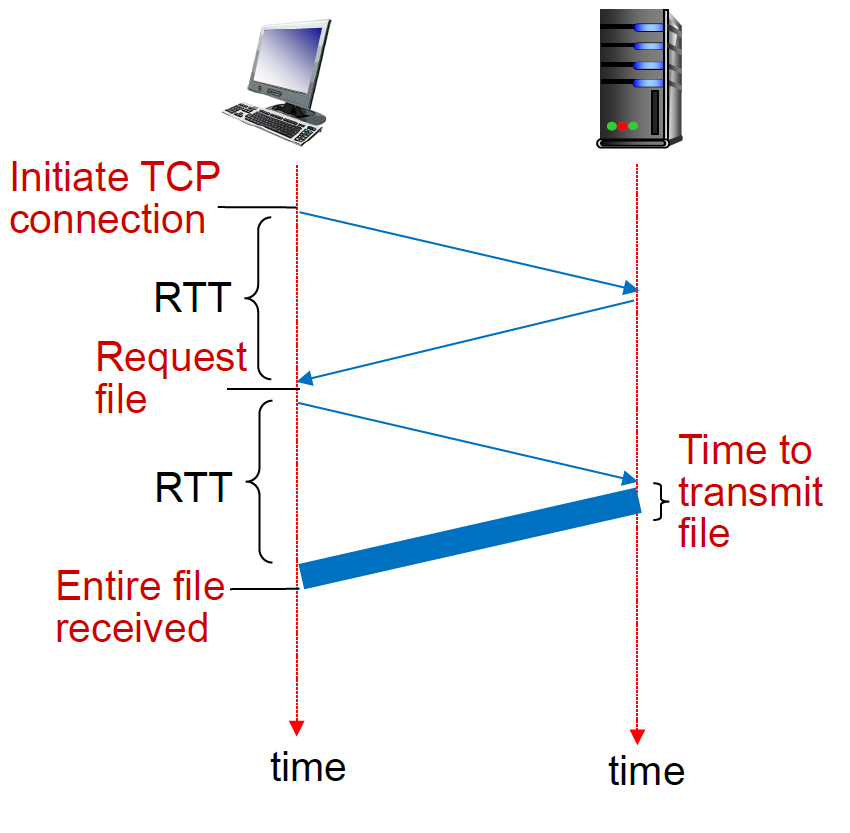 Initiate TCP
connection
RTT
Request
file
RTT
Time to
transmit
file
Entire file
received
time
time